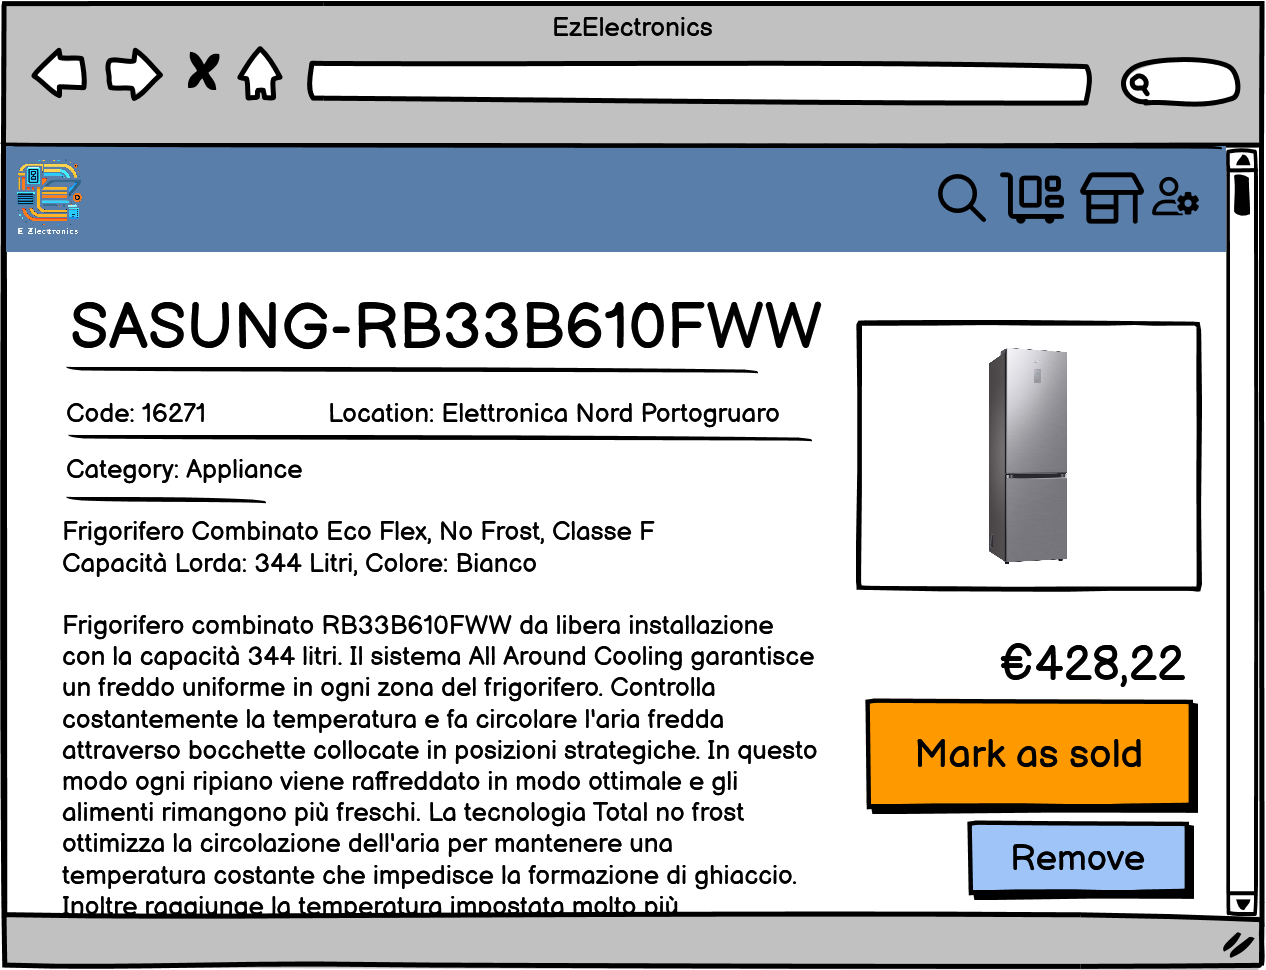 EzElectronics
E Zlectronics
SASUNG-RB33B610FWW
Code: 16271
Location: Elettronica Nord Portogruaro
Category: Appliance
Frigorifero Combinato Eco Flex, No Frost, Classe F
Capacità Lorda: 344 Litri, Colore: Bianco
Frigorifero combinato RB33B610FWW da libera installazione
con la capacità 344 litri. Il sistema All Around Cooling garantisce
un freddo uniforme in ogni zona del frigorifero. Controlla
costantemente la temperatura e fa circolare l'aria fredda
attraverso bocchette collocate in posizioni strategiche. In questo
modo ogni ripiano viene raffreddato in modo ottimale e gli
alimenti rimangono più freschi. La tecnologia Total no frost
ottimizza la circolazione dell'aria per mantenere una
temperatura costante che impedisce la formazione di ghiaccio.
Inoltre raggiunge la temperatura impostata molto più
€428,22
Mark as sold
Remove